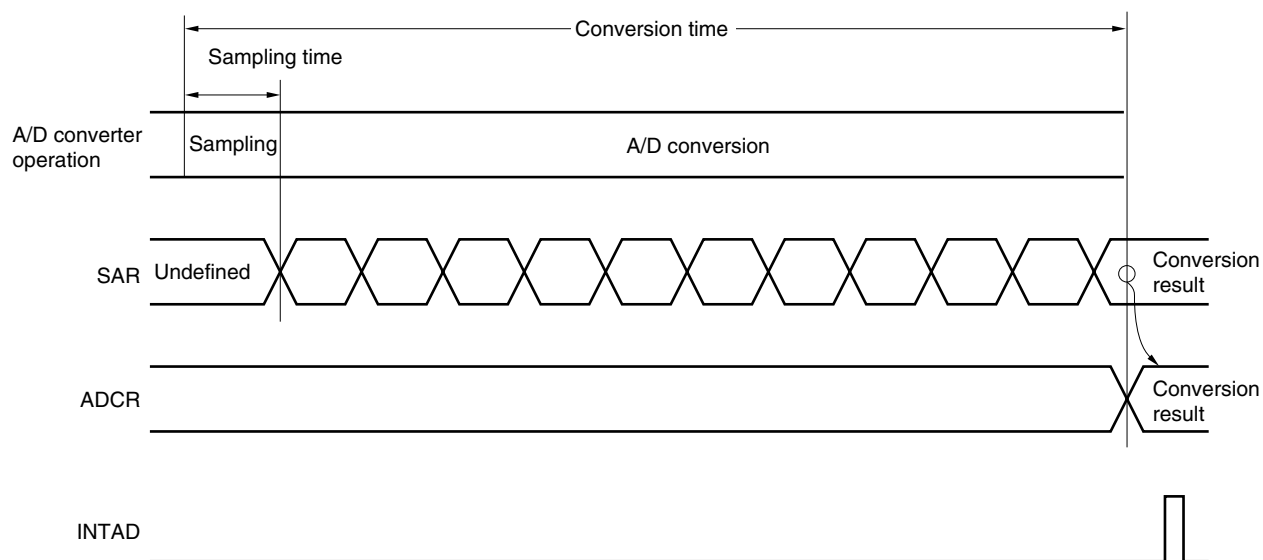 Conversion time
Sampling time
A/D converter
operation
Sampling
A/D conversion
SAR
Undefined
Conversion
result
ADCR
Conversion
result
INTAD